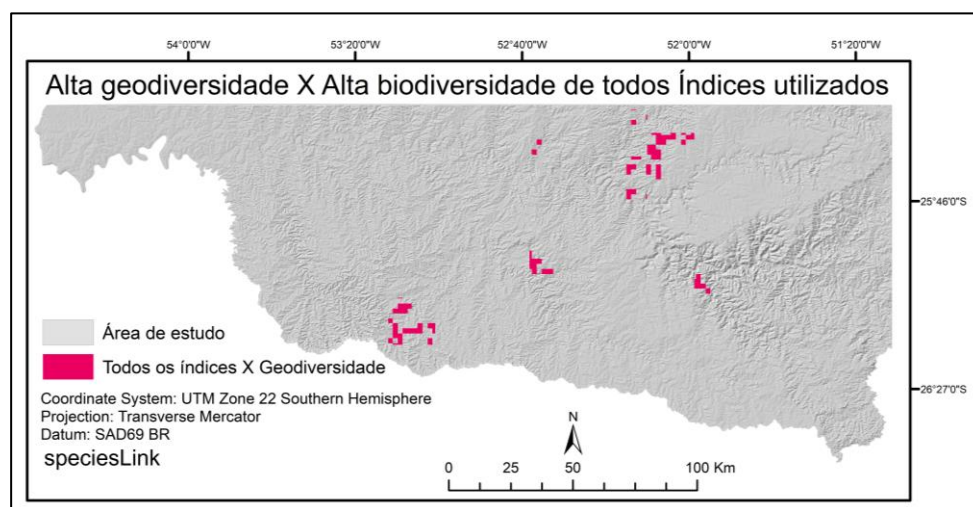 54°0'0"W 53°20'0"W 52°40'0"W 52°0'0"W 51°20'0"W
Alta geodiversidade X Alta biodiversidade de todos Índices utilizados
25°46'0"S
Área de estudo
Todos os índices X Geodiversidade
26°27'0"S
Coordinate System: UTM Zone 22 Southern Hemisphere
Projection: Transverse Mercator
Datum: SAD69 BR
speciesLink
N
0 25 50 100 Km